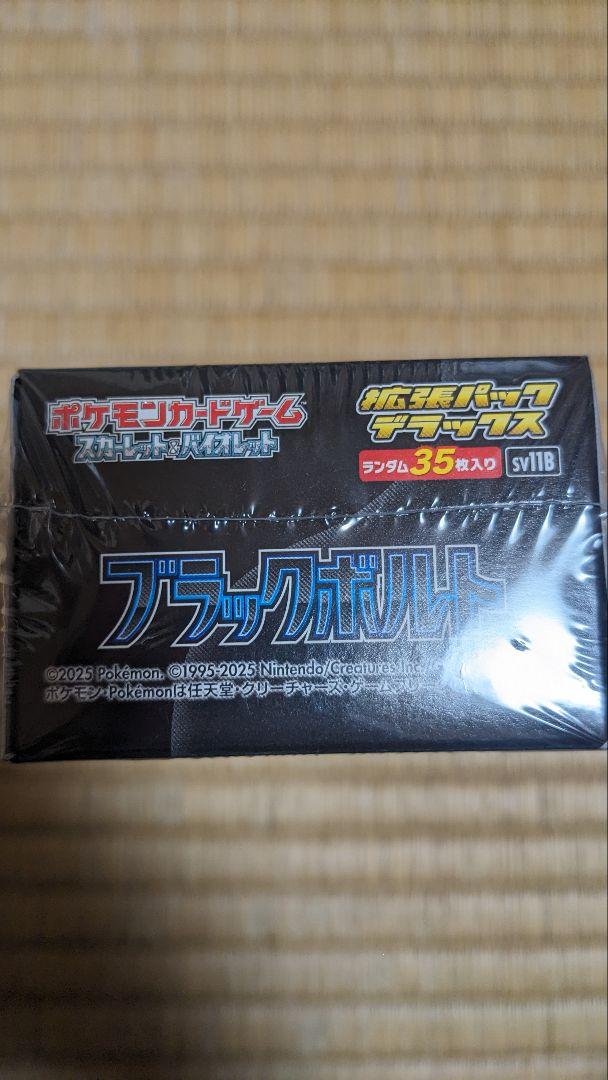 ポケモンカードゲーム
スカーレット&バイオレット
拡張パック
デラックス
ランダム35枚入り
sv11B
ブラックボルト
©2025 Pokémon. ©1995-2025 Nintendo/Creatures Inc.
ポケモン・Pokémonは任天堂・クリーチャーズ・ゲームフリ